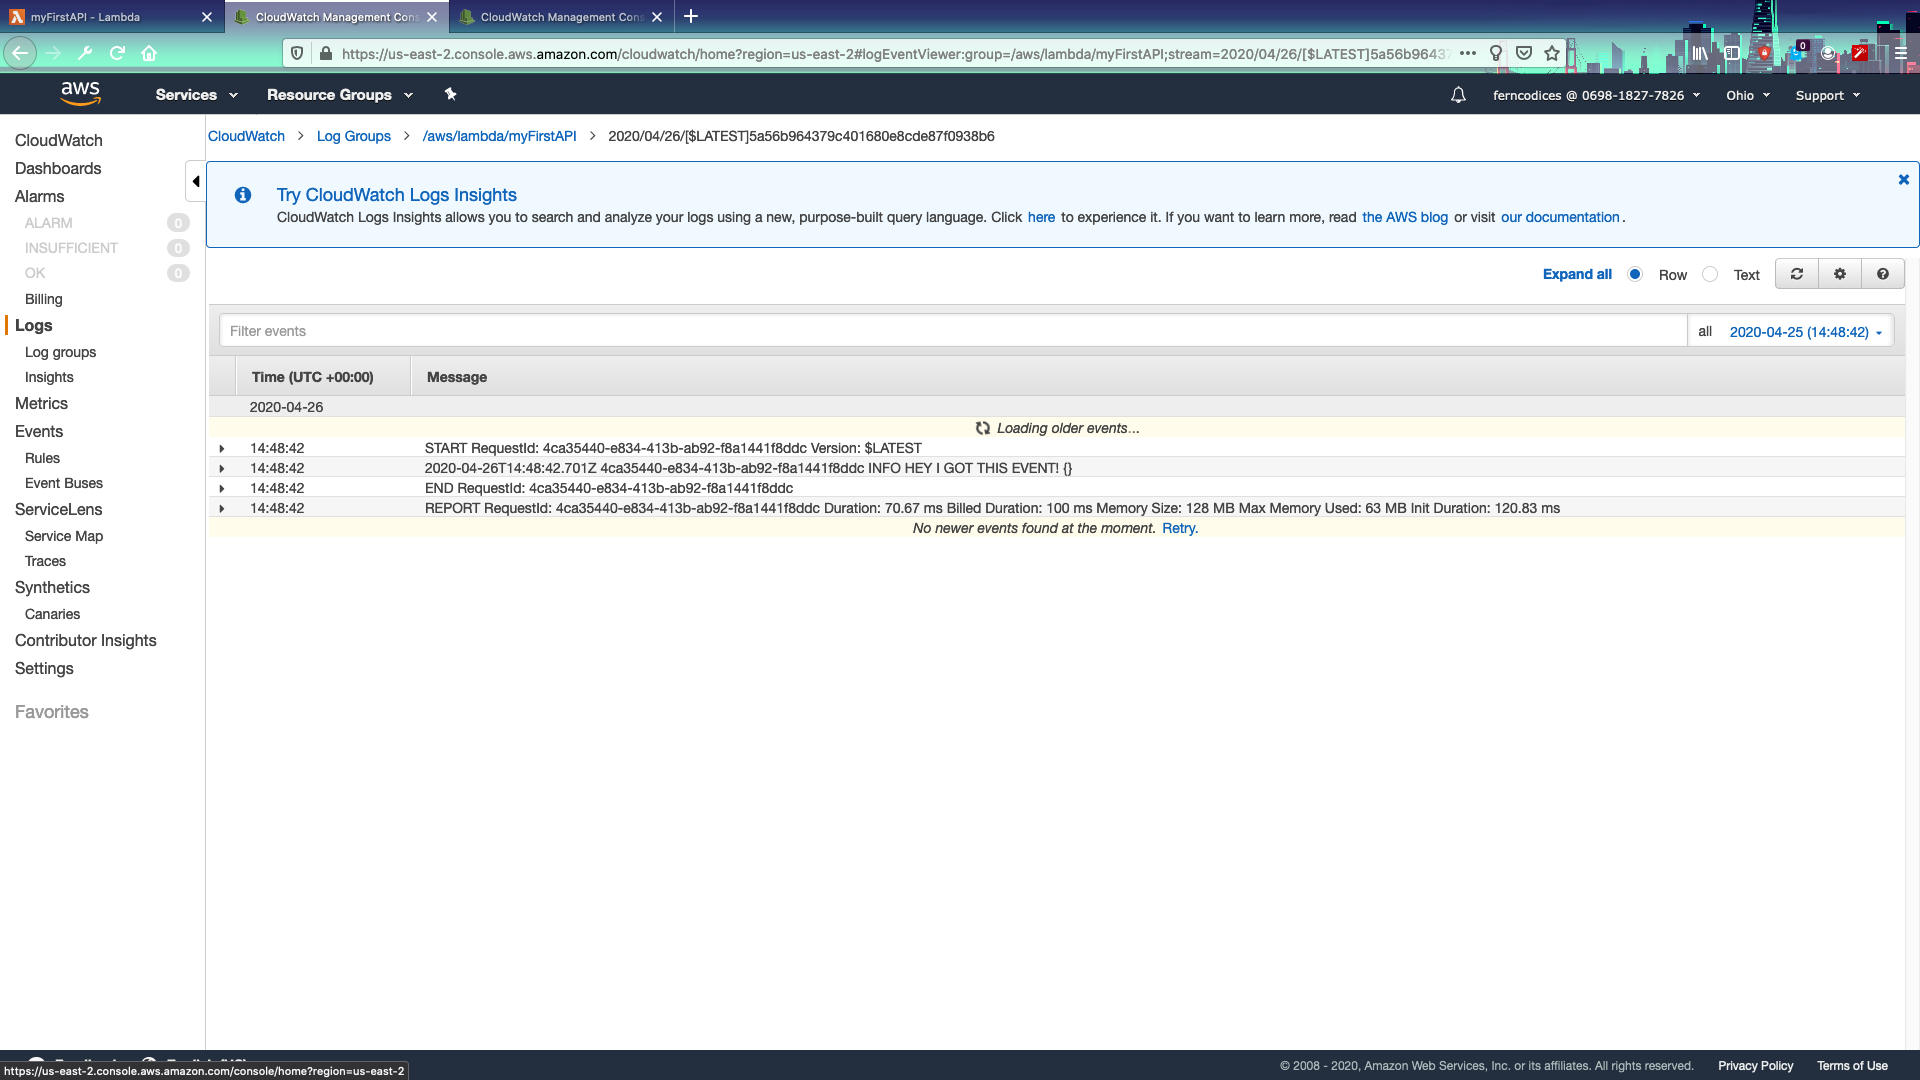 myFirstAPI - Lambda
CloudWatch Management Cons
CloudWatch Management Cons
https://us-east-2.console.aws.amazon.com/cloudwatch/home?region=us-east-2#logEventViewer:group=/aws/lambda/myFirstAPI;stream=2020/04/26/[$LATEST]5a56b96437
0
aws
Services
Resource Groups
ferncodices @ 0698-1827-7826
Ohio
Support
CloudWatch
Dashboards
Alarms
ALARM 0
INSUFFICIENT 0
OK 0
Billing
Logs
Log groups
Insights
Metrics
Events
Rules
Event Buses
ServiceLens
Service Map
Traces
Synthetics
Canaries
Contributor Insights
Settings
Favorites
CloudWatch > Log Groups > /aws/lambda/myFirstAPI > 2020/04/26/[$LATEST]5a56b964379c401680e8cde87f0938b6
Try CloudWatch Logs Insights
CloudWatch Logs Insights allows you to search and analyze your logs using a new, purpose-built query language. Click here to experience it. If you want to learn more, read the AWS blog or visit our documentation.
Expand all Row Text
Filter events
all 2020-04-25 (14:48:42)
Time (UTC +00:00) Message
2020-04-26
Loading older events...
14:48:42 START RequestId: 4ca35440-e834-413b-ab92-f8a1441f8ddc Version: $LATEST
14:48:42 2020-04-26T14:48:42.701Z 4ca35440-e834-413b-ab92-f8a1441f8ddc INFO HEY I GOT THIS EVENT! {}
14:48:42 END RequestId: 4ca35440-e834-413b-ab92-f8a1441f8ddc
14:48:42 REPORT RequestId: 4ca35440-e834-413b-ab92-f8a1441f8ddc Duration: 70.67 ms Billed Duration: 100 ms Memory Size: 128 MB Max Memory Used: 63 MB Init Duration: 120.83 ms
No newer events found at the moment. Retry.
https://us-east-2.console.aws.amazon.com/console/home?region=us-east-2
© 2008 - 2020, Amazon Web Services, Inc. or its affiliates. All rights reserved.
Privacy Policy
Terms of Use